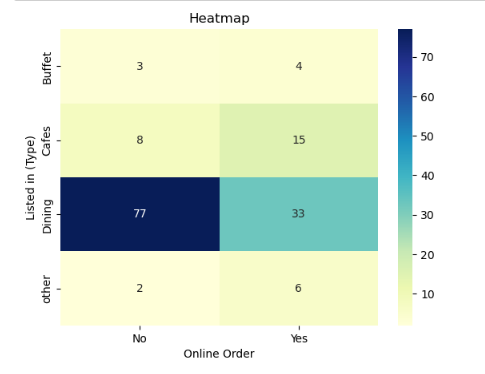 Heatmap
Listed in (Type)
Buffet
3 4
Cafes
8 15
Dining
77 33
other
2 6
No Yes
Online Order
70
60
50
40
30
20
10